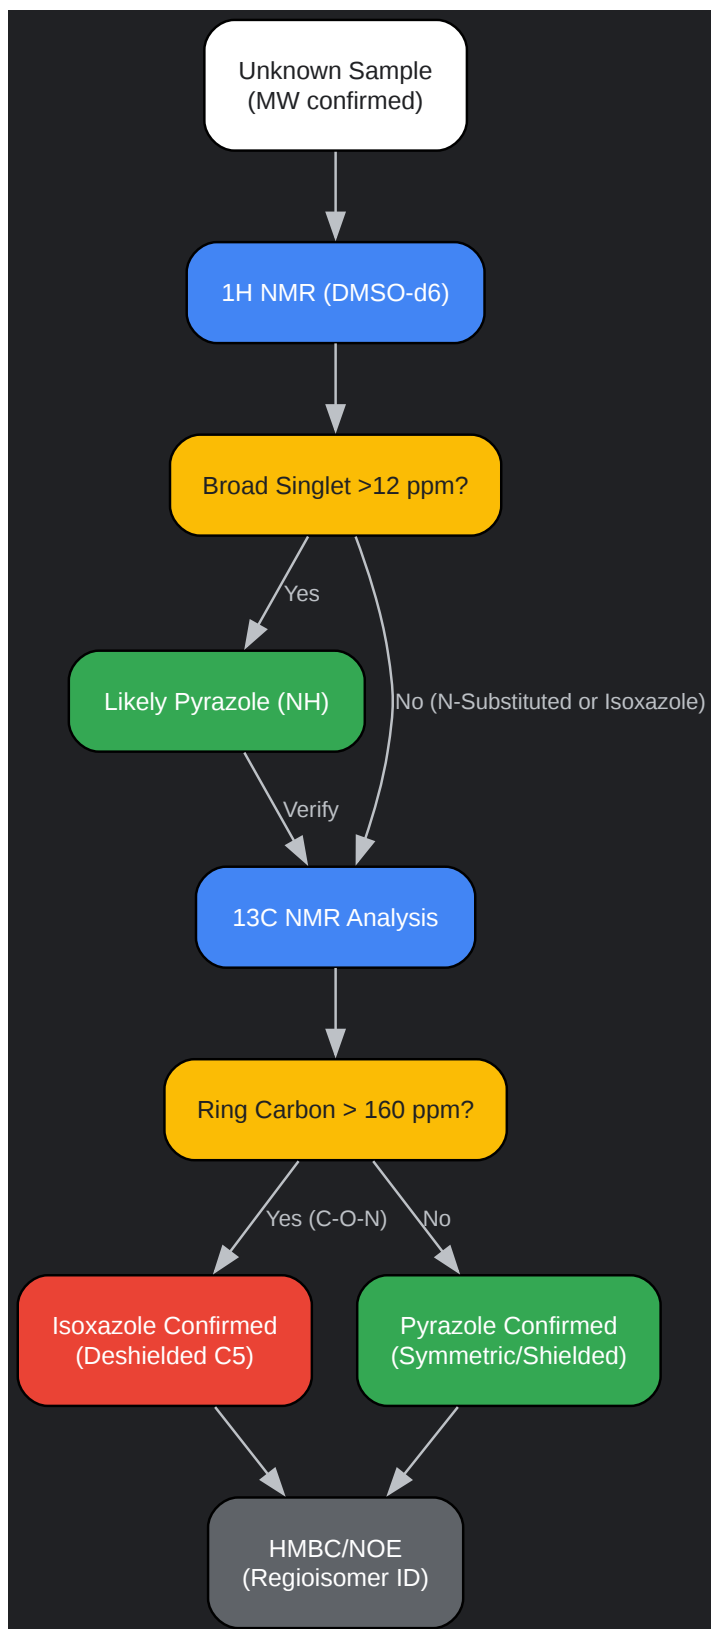 Unknown Sample
(MW confirmed)
1H NMR (DMSO-d6)
Broad Singlet >12 ppm?
Yes
Likely Pyrazole (NH)
No (N-Substituted or Isoxazole)
Verify
13C NMR Analysis
Ring Carbon > 160 ppm?
Yes (C-O-N)
No
Isoxazole Confirmed
(Deshielded C5)
Pyrazole Confirmed
(Symmetric/Shielded)
HMBC/NOE
(Regioisomer ID)